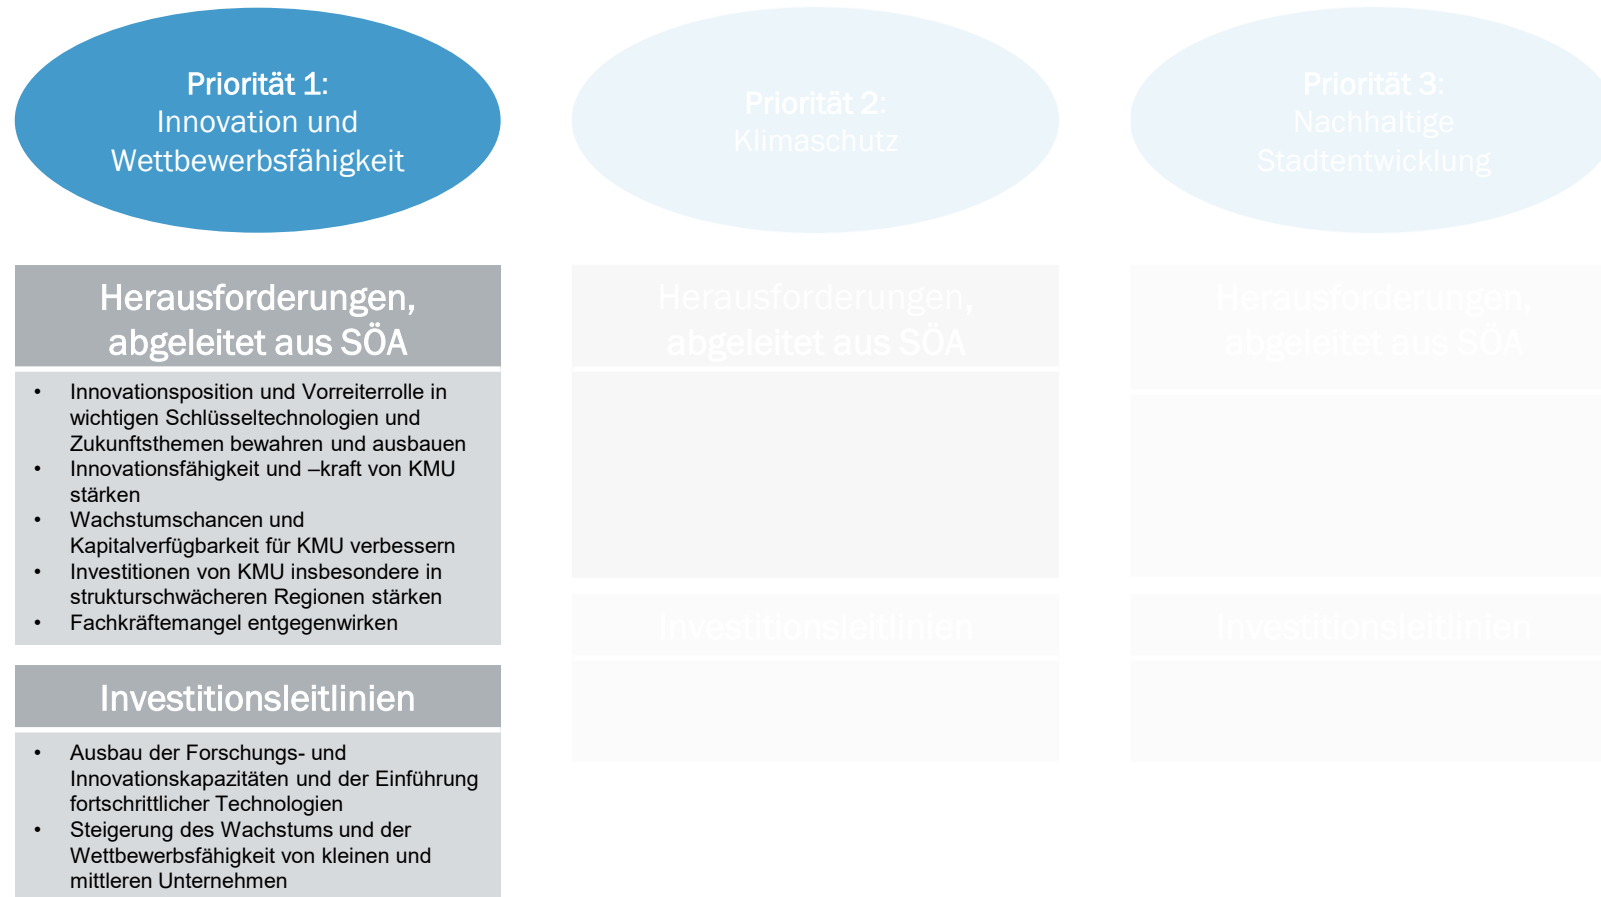 Priorität 1:
Innovation und
Wettbewerbsfähigkeit
Herausforderungen,
abgeleitet aus SÖA
• Innovationsposition und Vorreiterrolle in
wichtigen Schlüsseltechnologien und
Zukunftsthemen bewahren und ausbauen
• Innovationsfähigkeit und –kraft von KMU
stärken
• Wachstumschancen und
Kapitalverfügbarkeit für KMU verbessern
• Investitionen von KMU insbesondere in
strukturschwächeren Regionen stärken
• Fachkräftemangel entgegenwirken
Investitionsleitlinien
• Ausbau der Forschungs- und
Innovationskapazitäten und der Einführung
fortschrittlicher Technologien
• Steigerung des Wachstums und der
Wettbewerbsfähigkeit von kleinen und
mittleren Unternehmen
Priorität 2:
Klimaschutz
Herausforderungen,
abgeleitet aus SÖA
Investitionsleitlinien
Priorität 3:
Nachhaltige
Stadtentwicklung
Herausforderungen,
abgeleitet aus SÖA
Investitionsleitlinien